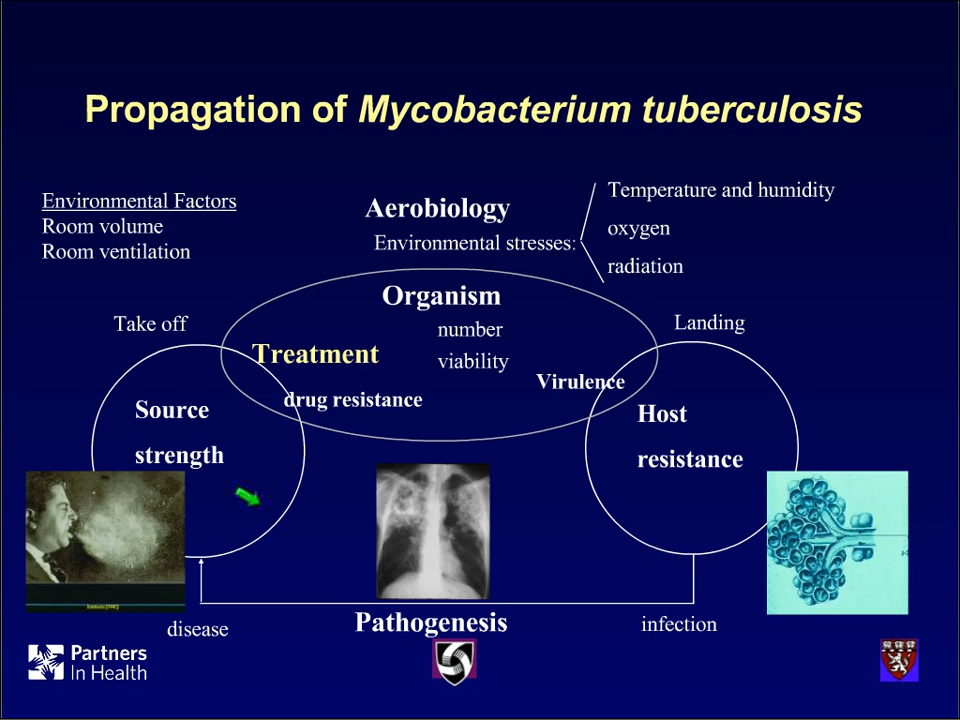 Propagation of Mycobacterium tuberculosis
Environmental Factors
Room volume
Room ventilation
Aerobiology
Environmental stresses:
Temperature and humidity
oxygen
radiation
Organism
number
viability
Take off
Landing
Treatment
drug resistance
Virulence
Source
strength
Host
resistance
disease
Pathogenesis
infection
Partners
In Health